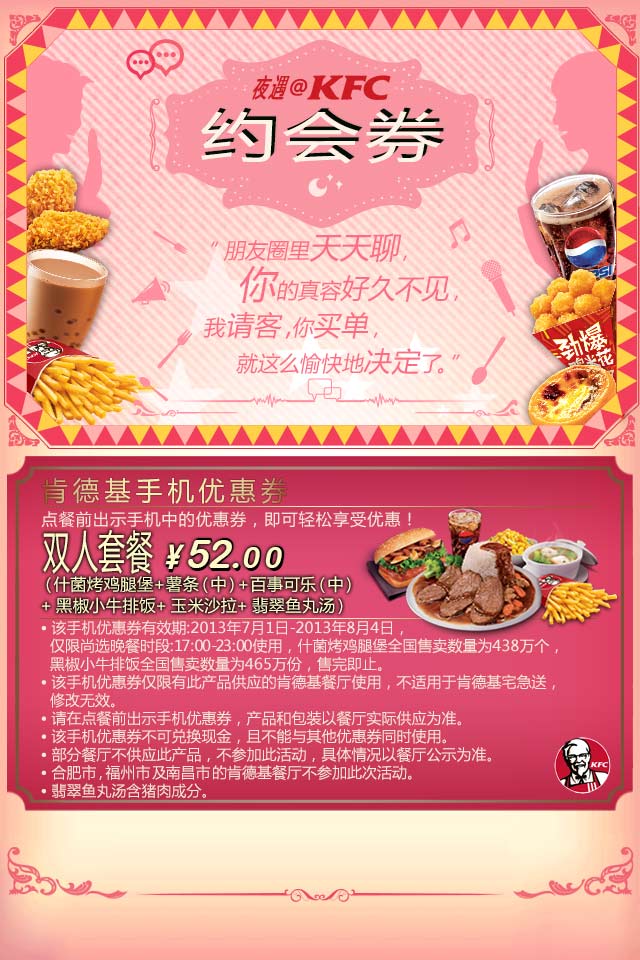 夜遇@KFC
约会券
"朋友圈里天天聊，
你的真容好久不见，
我请客，你买单，
就这么愉快地决定了。"
劲爆
肯德基手机优惠券
点餐前出示手机中的优惠券，即可轻松享受优惠！
双人套餐 ¥52.00
（什菌烤鸡腿堡+薯条（中）+百事可乐（中）
+ 黑椒小牛排饭+ 玉米沙拉+ 翡翠鱼丸汤）
• 该手机优惠券有效期:2013年7月1日-2013年8月4日，
仅限尚选晚餐时段:17:00-23:00使用，什菌烤鸡腿堡全国售卖数量为438万个，
黑椒小牛排饭全国售卖数量为465万份，售完即止。
• 该手机优惠券仅限有此产品供应的肯德基餐厅使用，不适用于肯德基宅急送，
修改无效。
• 请在点餐前出示手机优惠券，产品和包装以餐厅实际供应为准。
• 该手机优惠券不可兑换现金，且不能与其他优惠券同时使用。
• 部分餐厅不供应此产品，不参加此活动，具体情况以餐厅公示为准。
• 合肥市，福州市及南昌市的肯德基餐厅不参加此次活动。
• 翡翠鱼丸汤含猪肉成分。
KFC